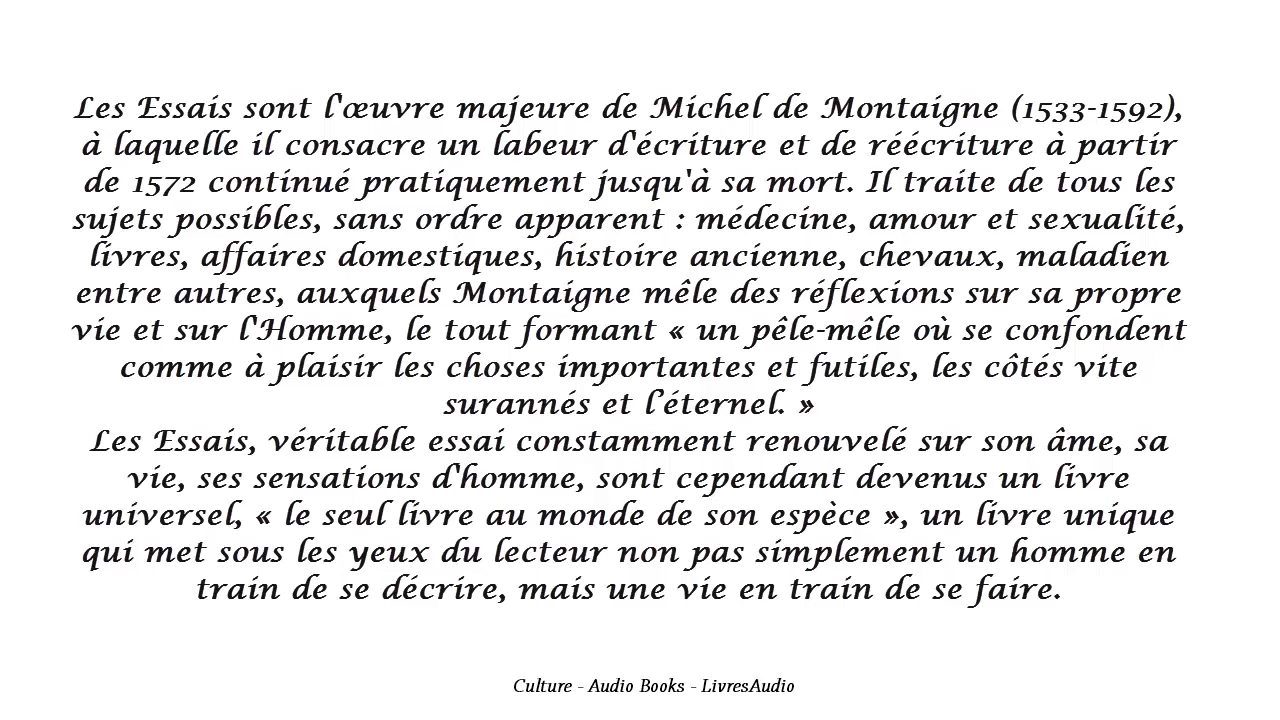 Les Essais sont l'œuvre majeure de Michel de Montaigne (1533-1592),
à laquelle il consacre un labeur d'écriture et de réécriture à partir
de 1572 continué pratiquement jusqu'à sa mort. Il traite de tous les
sujets possibles, sans ordre apparent : médecine, amour et sexualité,
livres, affaires domestiques, histoire ancienne, chevaux, maladien
entre autres, auxquels Montaigne mêle des réflexions sur sa propre
vie et sur l'Homme, le tout formant « un pêle-mêle où se confondent
comme à plaisir les choses importantes et futiles, les côtés vite
surannés et l’éternel. »
Les Essais, véritable essai constamment renouvelé sur son âme, sa
vie, ses sensations d'homme, sont cependant devenus un livre
universel, « le seul livre au monde de son espèce », un livre unique
qui met sous les yeux du lecteur non pas simplement un homme en
train de se décrire, mais une vie en train de se faire.
Culture - Audio Books - LivresAudio